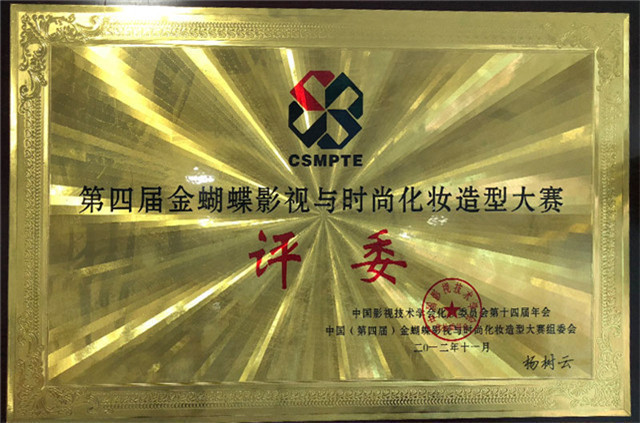 CSMPTE
第四届金蝴蝶影视与时尚化妆造型大赛
评委
中国影视技术学会化妆委员会第十四届年会
中国（第四届）金蝴蝶影视与时尚化妆造型大赛组委会
二〇一二年十一月
杨树云